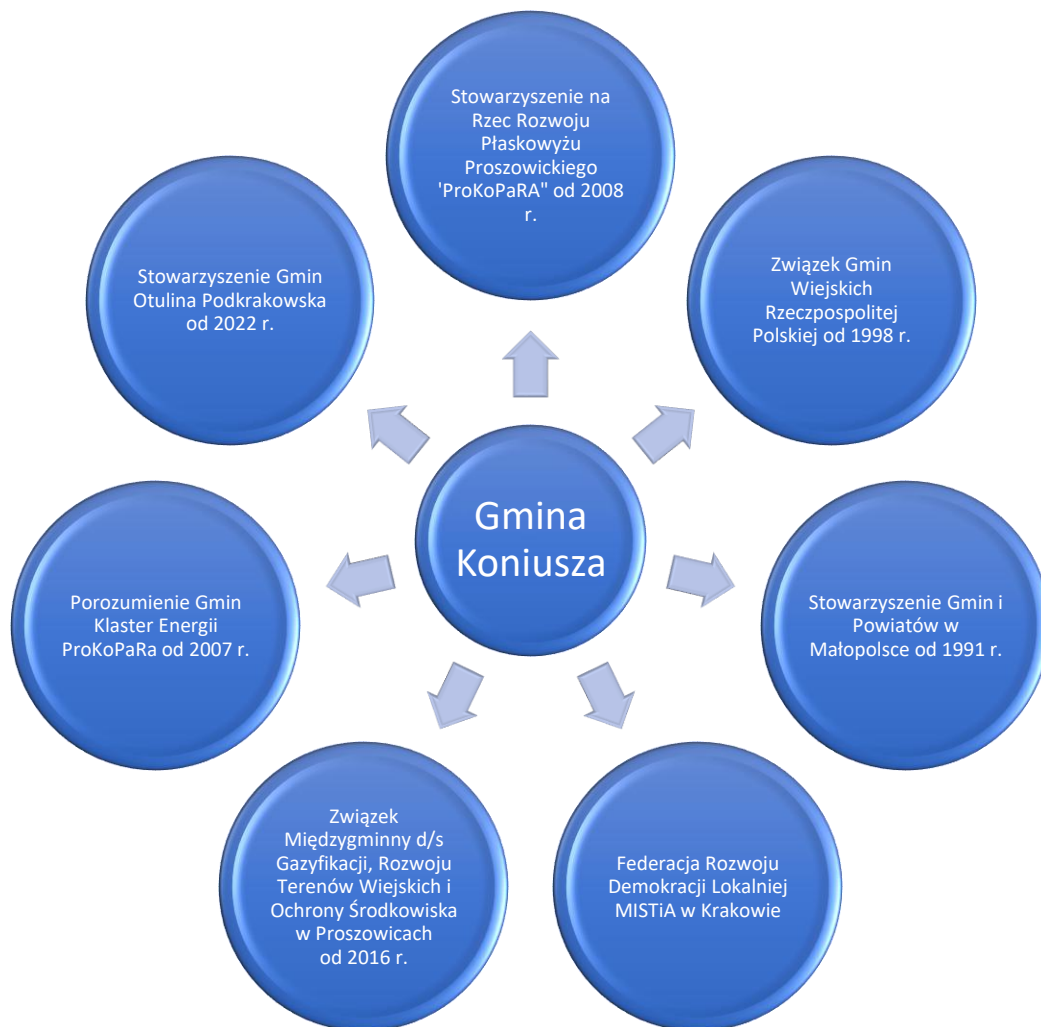 Stowarzyszenie na
Rzec Rozwoju
Płaskowyżu
Proszowickiego
'ProKoPaRA" od 2008
r.
Związek Gmin
Wiejskich
Rzeczpospolitej
Polskiej od 1998 r.
Stowarzyszenie Gmin i
Powiatów w
Małopolsce od 1991 r.
Federacja Rozwoju
Demokracji Lokalniej
MISTiA w Krakowie
Związek
Międzygminny d/s
Gazyfikacji, Rozwoju
Terenów Wiejskich i
Ochrony Środkowiska
w Proszowicach
od 2016 r.
Porozumienie Gmin
Klaster Energii
ProKoPaRa od 2007 r.
Stowarzyszenie Gmin
Otulina Podkrakowska
od 2022 r.
Gmina
Koniusza